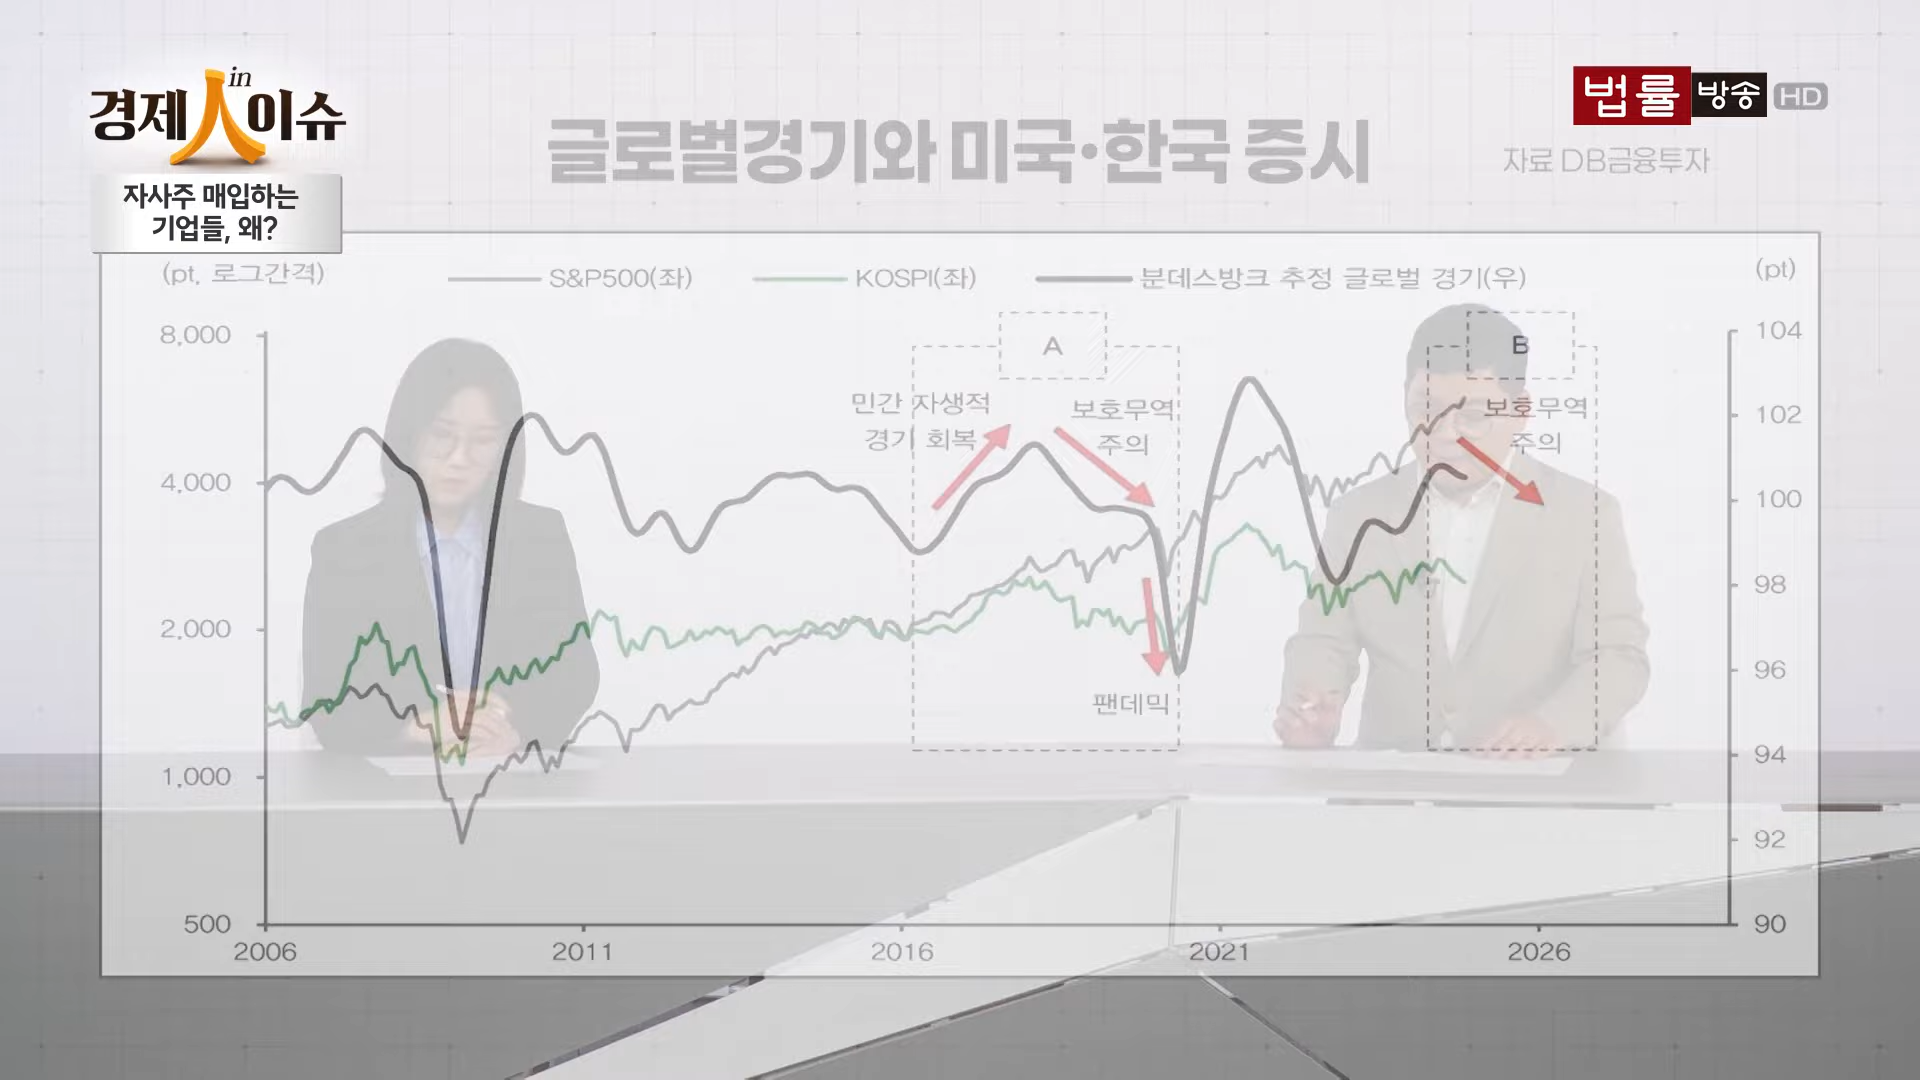 경제人in이슈
자사주 매입하는
기업들, 왜?
법률방송 HD
글로벌경기와 미국·한국 증시
자료 DB금융투자
(pt, 로그간격)
S&P500(좌)
KOSPI(좌)
분데스방크 추정 글로벌 경기(우)
(pt)
8,000
4,000
2,000
1,000
500
104
102
100
98
96
94
92
90
A
민간 자생적
경기 회복
보호무역
주의
팬데믹
B
보호무역
주의
2006
2011
2016
2021
2026